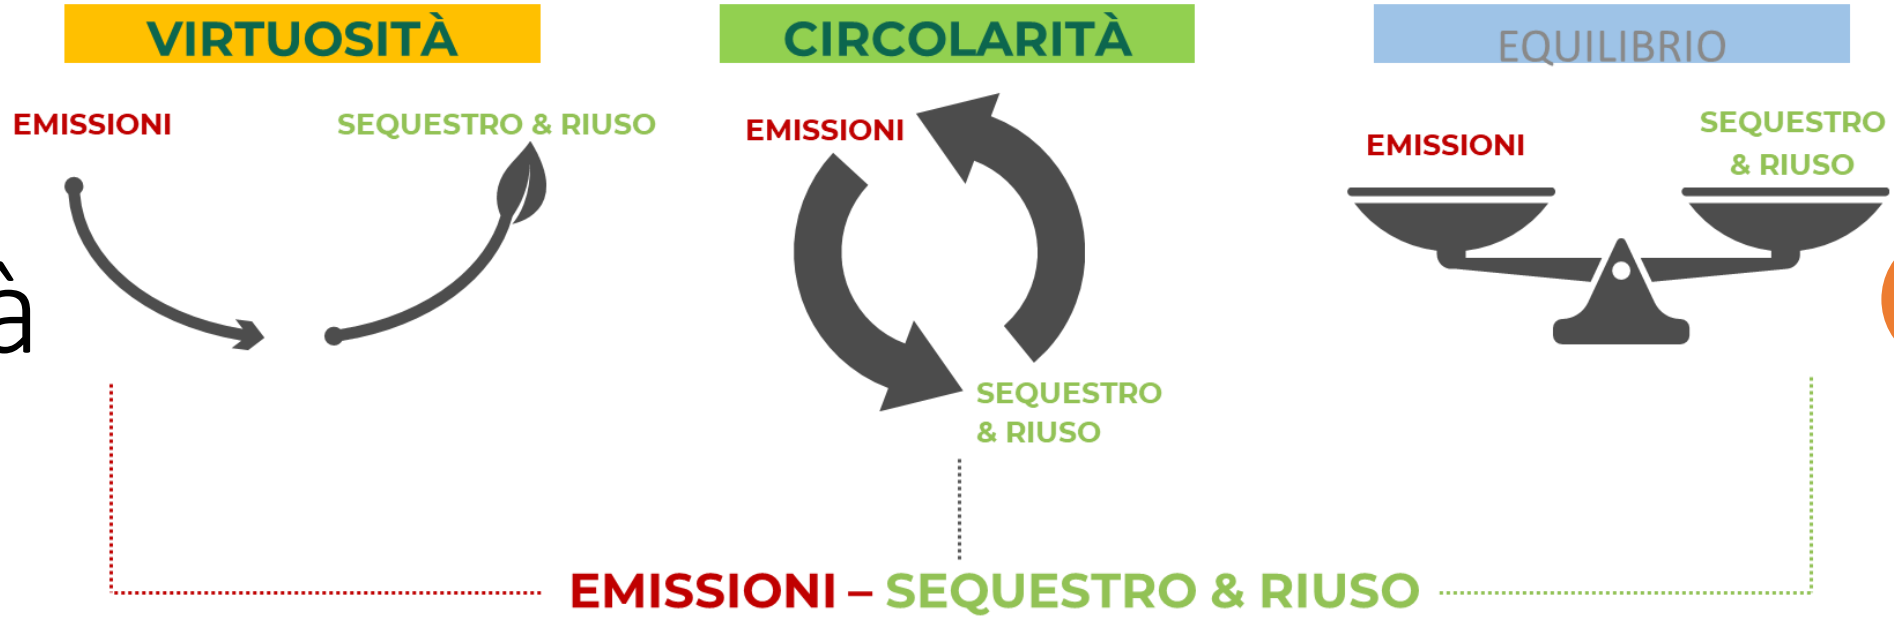 VIRTUOSITÀ
EMISSIONI
SEQUESTRO & RIUSO
CIRCOLARITÀ
EMISSIONI
SEQUESTRO
& RIUSO
EQUILIBRIO
EMISSIONI
SEQUESTRO
& RIUSO
à
EMISSIONI – SEQUESTRO & RIUSO